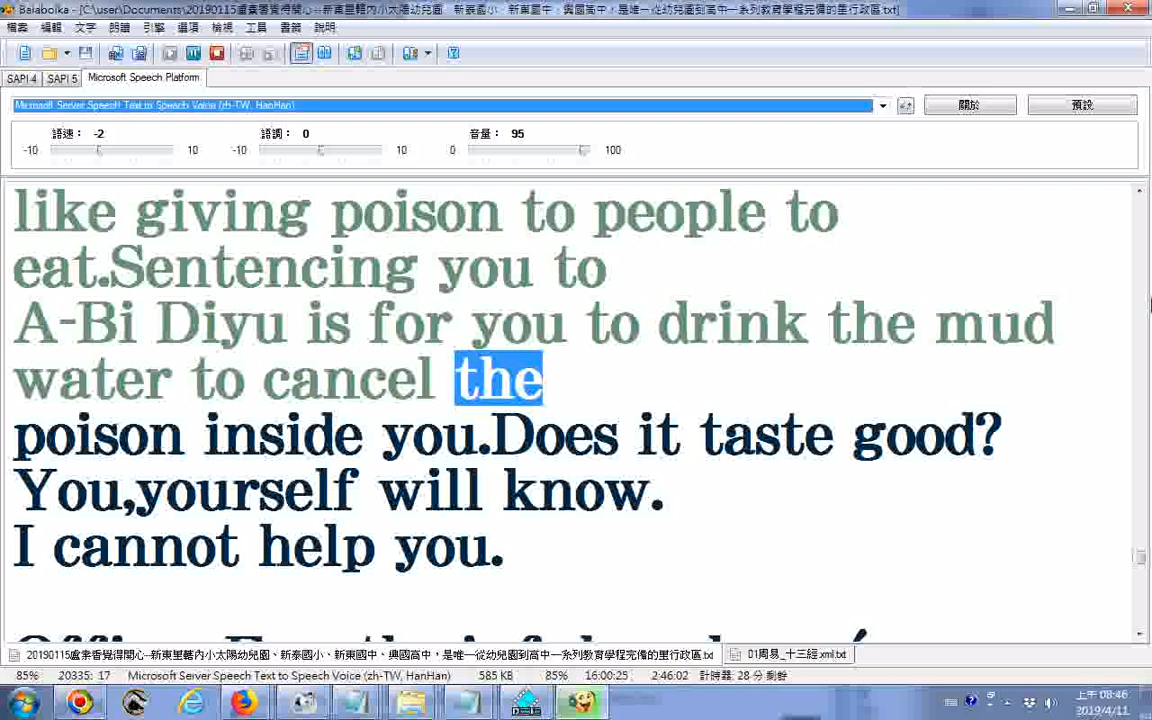 Balabolka - [C:\user\Documents\20190115盧素香覺得開心--新東里轄內小太陽幼兒園、新泰國小、新東國中、興國高中，是唯一從幼兒園到高中一系列教育學程完備的里行政區.txt]
檔案 編輯 文字 朗讀 引擎 選項 檢視 工具 書籤 說明
SAPI 4 SAPI 5 Microsoft Speech Platform
Microsoft Server Speech Text to Speech Voice (zh-TW, HanHan) 關於 預設
語速： -2 語調： 0 音量： 95
-10 10 -10 10 0 100
like giving poison to people to
eat.Sentencing you to
A-Bi Diyu is for you to drink the mud
water to cancel the
poison inside you.Does it taste good?
You,yourself will know.
I cannot help you.
20190115盧素香覺得開心--新東里轄內小太陽幼兒園、新泰國小、新東國中、興國高中，是唯一從幼兒園到高中一系列教育學程完備的里行政區.txt 01周易_十三經.xml.txt
85% 20335: 17 Microsoft Server Speech Text to Speech Voice (zh-TW, HanHan) 585 KB 85% 16:00:25 2:46:02 計時器: 28 分 剩餘
上午 08:46
2019/4/11